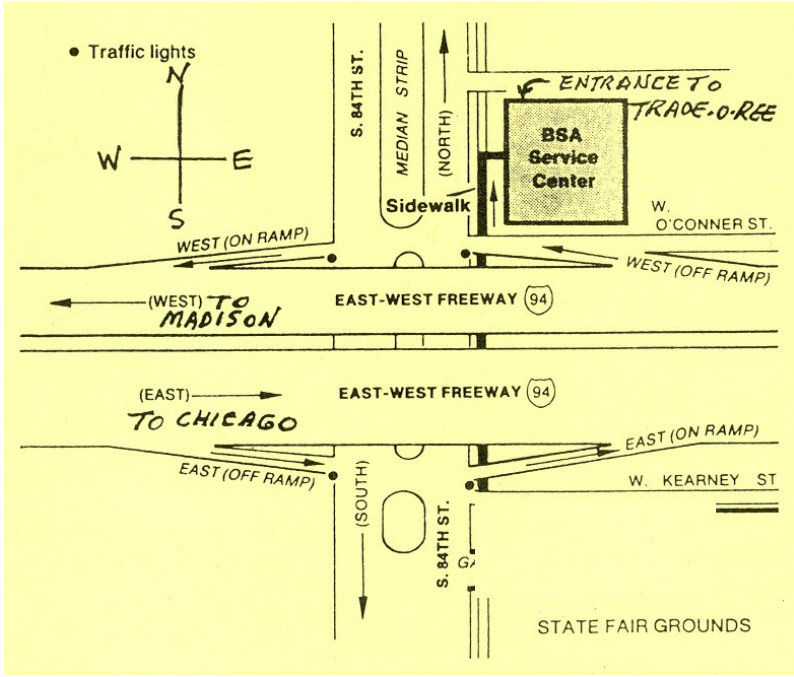 • Traffic lights
N
W E
S
S. 84TH ST.
MEDIAN STRIP
(NORTH)
ENTRANCE TO
TRADE-O-REE
BSA
Service
Center
Sidewalk
W.
O'CONNER ST.
WEST (ON RAMP)
WEST (OFF RAMP)
(WEST) TO
MADISON
EAST-WEST FREEWAY 94
(EAST)
TO CHICAGO
EAST-WEST FREEWAY 94
EAST (OFF RAMP)
EAST (ON RAMP)
W. KEARNEY ST
(SOUTH)
S. 84TH ST.
STATE FAIR GROUNDS